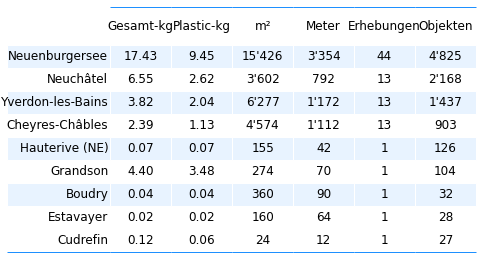 Gesamt-kg Plastic-kg m² Meter Erhebungen Objekten
Neuenburgersee 17.43 9.45 15'426 3'354 44 4'825
Neuchâtel 6.55 2.62 3'602 792 13 2'168
Yverdon-les-Bains 3.82 2.04 6'277 1'172 13 1'437
Cheyres-Châbles 2.39 1.13 4'574 1'112 13 903
Hauterive (NE) 0.07 0.07 155 42 1 126
Grandson 4.40 3.48 274 70 1 104
Boudry 0.04 0.04 360 90 1 32
Estavayer 0.02 0.02 160 64 1 28
Cudrefin 0.12 0.06 24 12 1 27